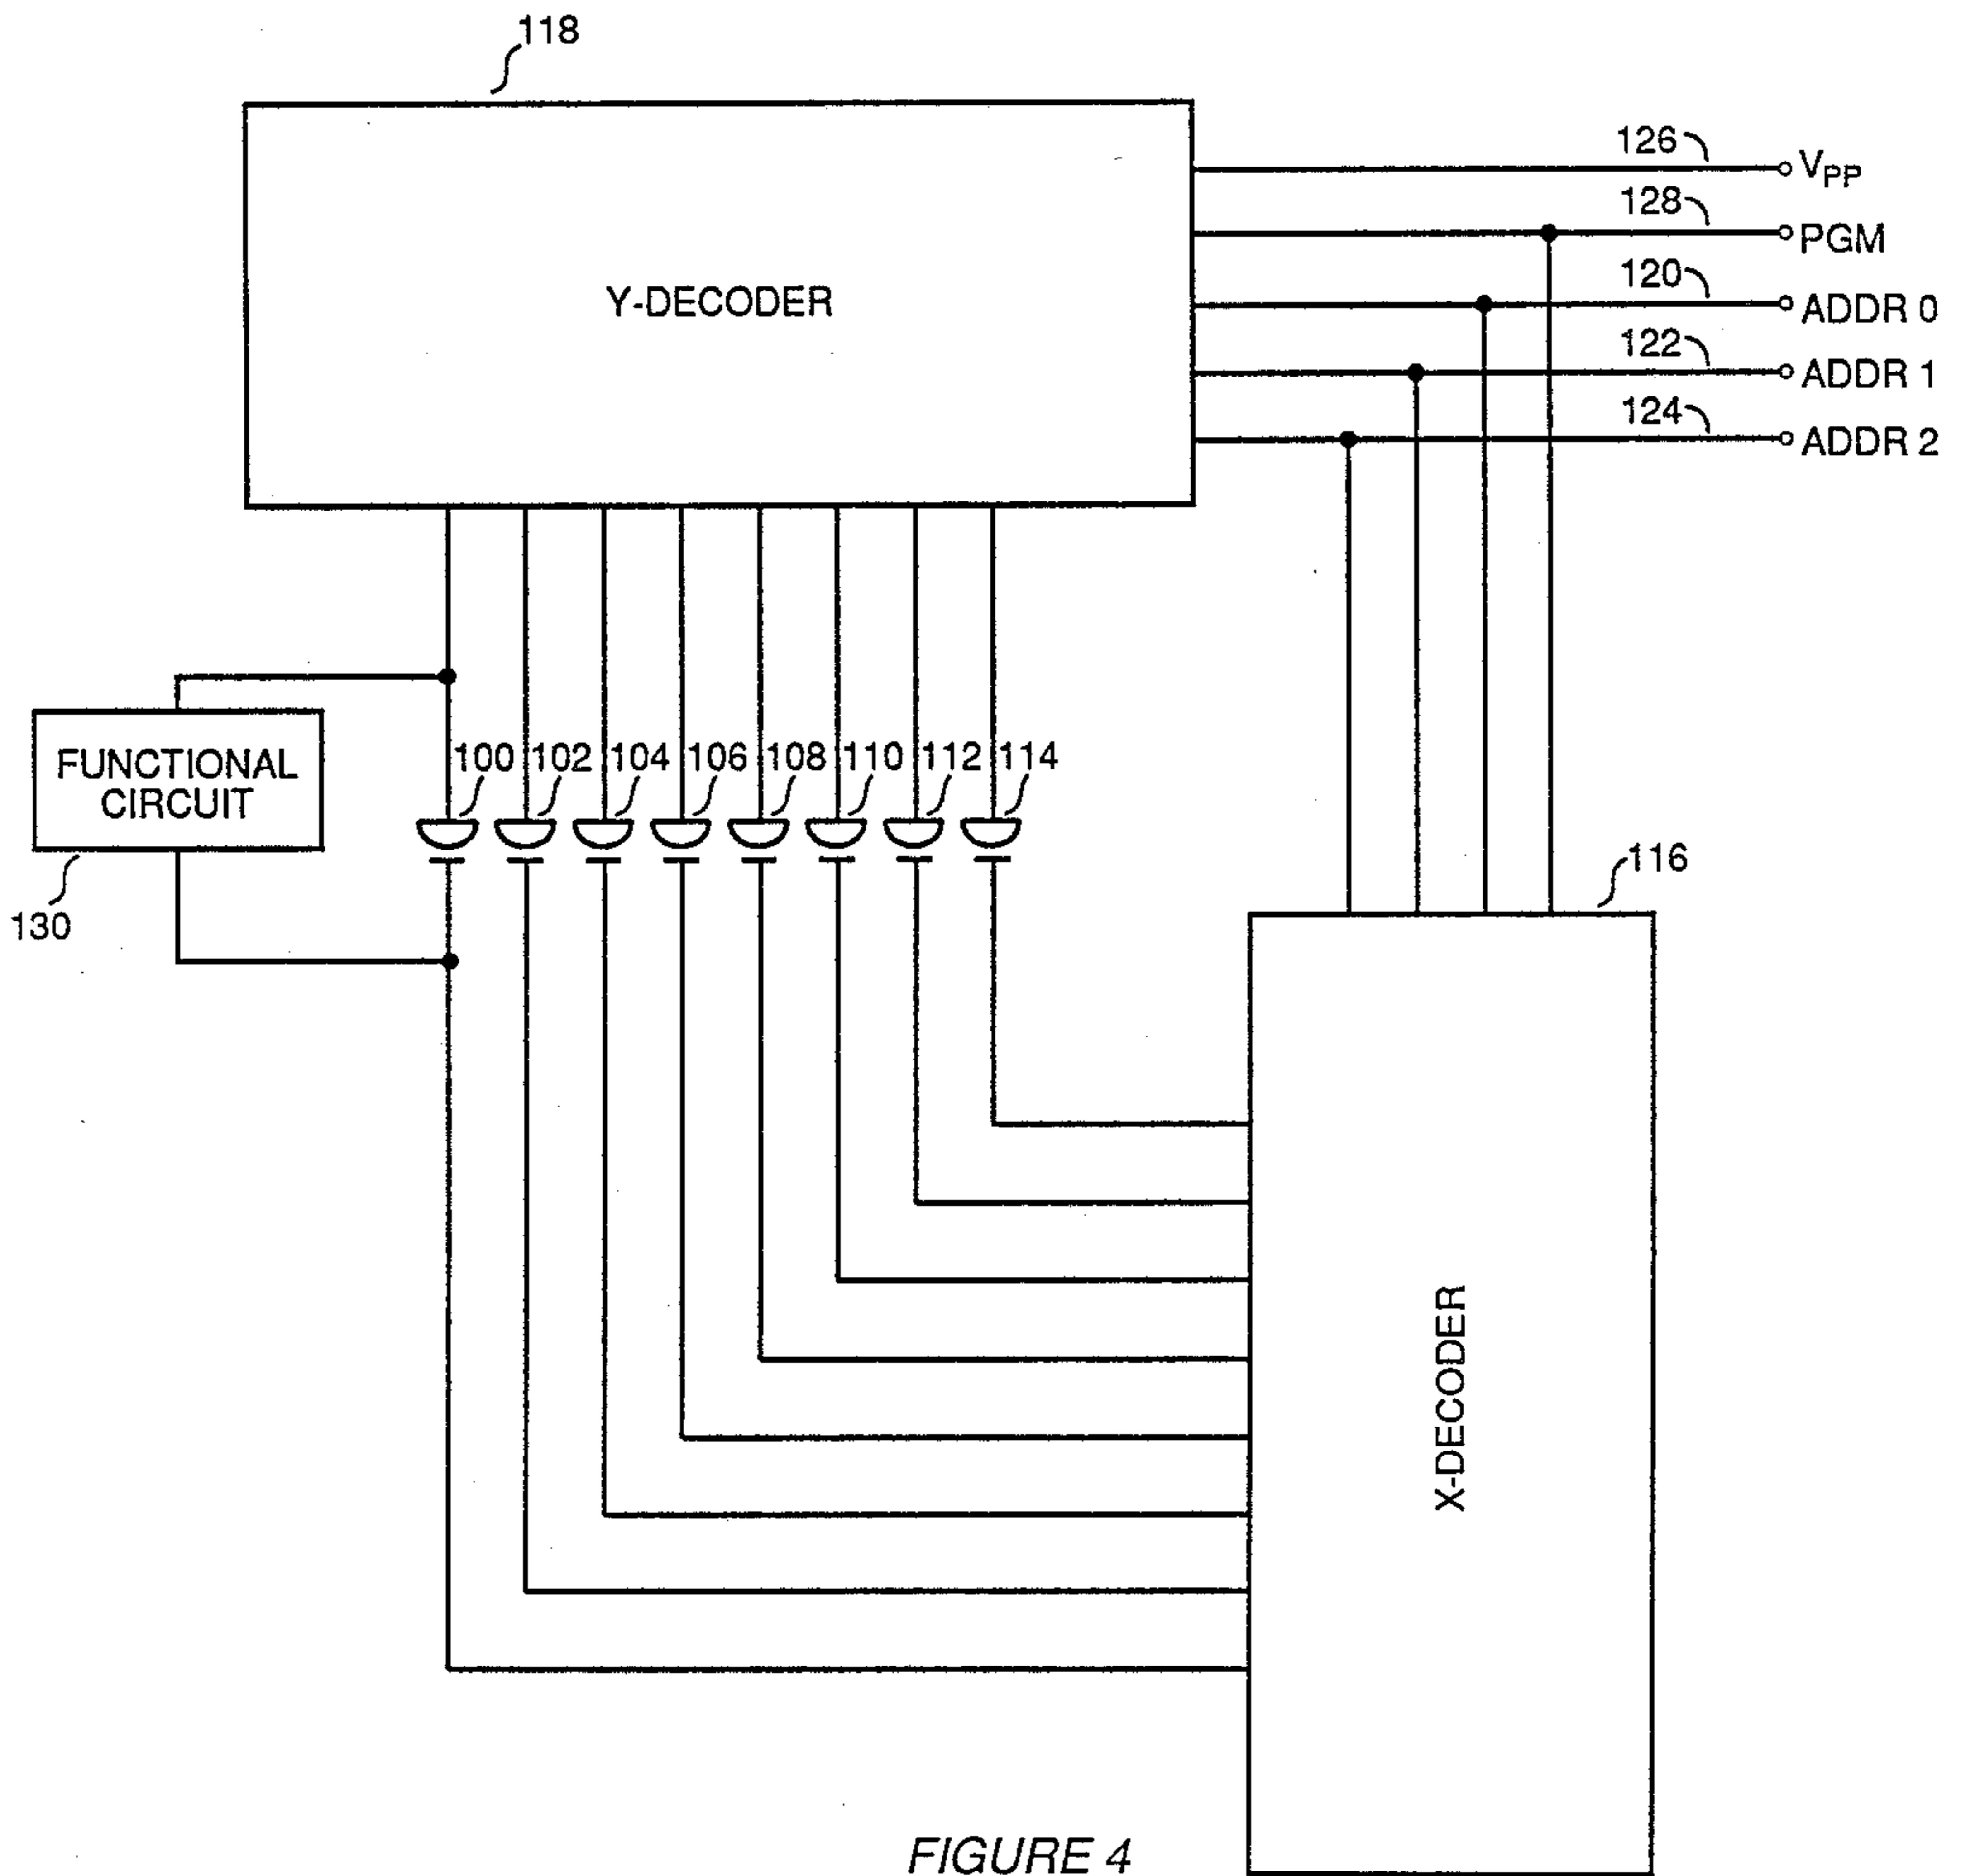 118
126
V_PP
128
PGM
Y-DECODER
120
ADDR 0
122
ADDR 1
124
ADDR 2
FUNCTIONAL
CIRCUIT
130
100
102
104
106
108
110
112
114
116
X-DECODER
FIGURE 4